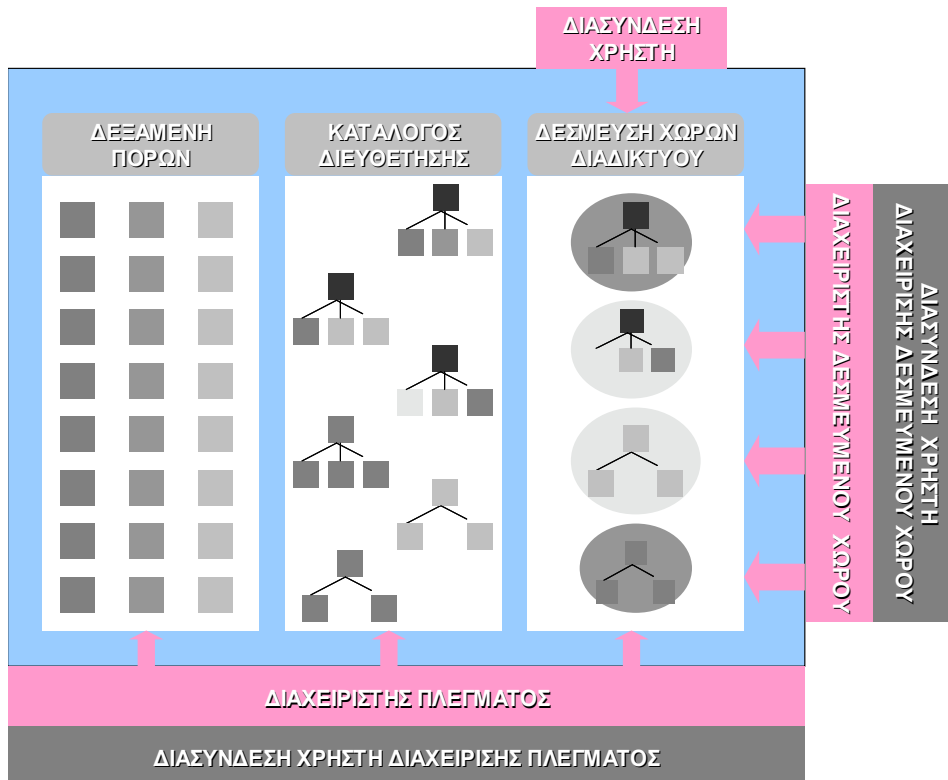 ΔΙΑΣΥΝΔΕΣΗ
ΧΡΗΣΤΗ
ΔΕΞΑΜΕΝΗ
ΠΟΡΩΝ
ΚΑΤΑΛΟΓΟΣ
ΔΙΕΥΘΕΤΗΣΗΣ
ΔΕΣΜΕΥΣΗ ΧΩΡΩΝ
ΔΙΑΔΙΚΤΥΟΥ
ΔΙΑΧΕΙΡΙΣΤΗΣ ΔΕΣΜΕΥΜΕΝΟΥ ΧΩΡΟΥ
ΔΙΑΣΥΝΔΕΣΗ ΧΡΗΣΤΗ
ΔΙΑΧΕΙΡΙΣΗΣ ΔΕΣΜΕΥΜΕΝΟΥ ΧΩΡΟΥ
ΔΙΑΧΕΙΡΙΣΤΗΣ ΠΛΕΓΜΑΤΟΣ
ΔΙΑΣΥΝΔΕΣΗ ΧΡΗΣΤΗ ΔΙΑΧΕΙΡΙΣΗΣ ΠΛΕΓΜΑΤΟΣ